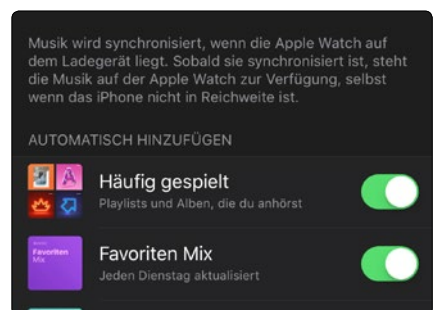 Musik wird synchronisiert, wenn die Apple Watch auf
dem Ladegerät liegt. Sobald sie synchronisiert ist, steht
die Musik auf der Apple Watch zur Verfügung, selbst
wenn das iPhone nicht in Reichweite ist.
AUTOMATISCH HINZUFÜGEN
Häufig gespielt
Playlists und Alben, die du anhörst
Favoriten
Mix
Favoriten Mix
Jeden Dienstag aktualisiert